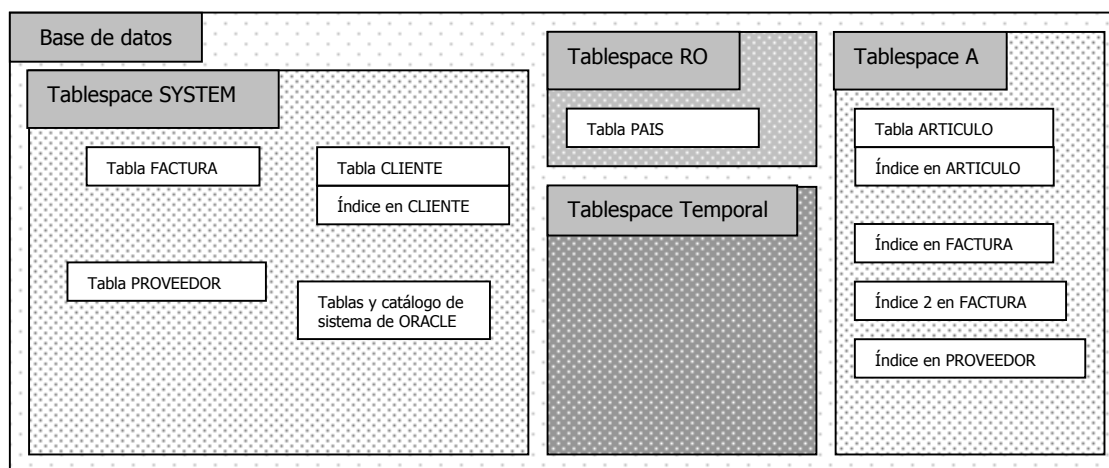 Base de datos
Tablespace SYSTEM
Tabla FACTURA
Tabla CLIENTE
Índice en CLIENTE
Tabla PROVEEDOR
Tablas y catálogo de
sistema de ORACLE
Tablespace RO
Tabla PAIS
Tablespace Temporal
Tablespace A
Tabla ARTICULO
Índice en ARTICULO
Índice en FACTURA
Índice 2 en FACTURA
Índice en PROVEEDOR